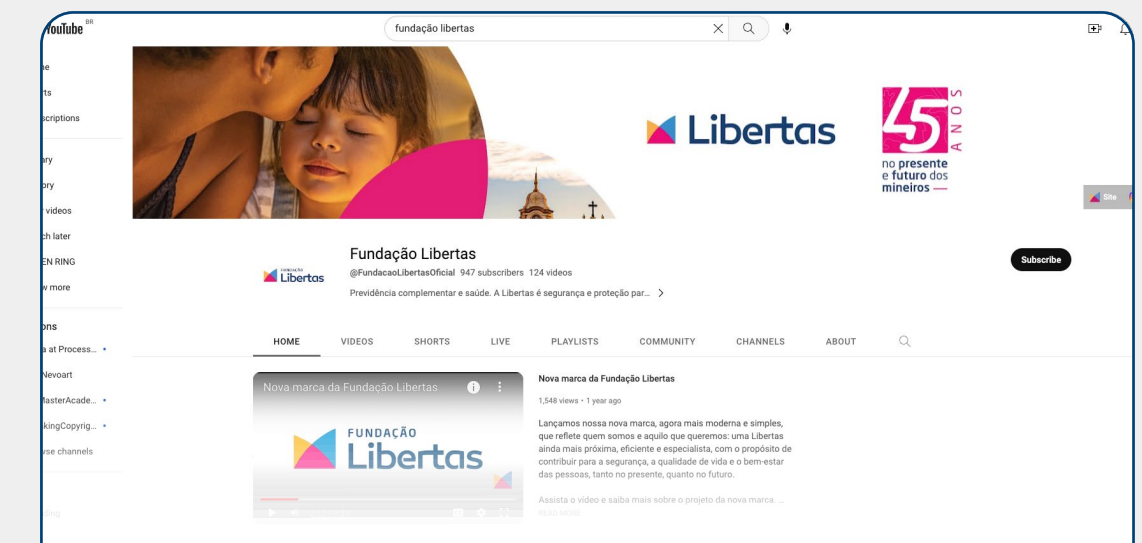 YouTube BR
fundação libertas
scriptions
videos
ch later
EN RING
more
Libertas
45
ANOS
no presente
e futuro dos
mineiros
Site
FUNDAÇÃO
Libertas
Fundação Libertas
@FundacaoLibertasOficial 947 subscribers 124 videos
Previdência complementar e saúde. A Libertas é segurança e proteção par...
Subscribe
HOME VIDEOS SHORTS LIVE PLAYLISTS COMMUNITY CHANNELS ABOUT
ons
a at Process...
Nevoart
MasterAcade...
kingCopyrig...
wse channels
Nova marca da Fundação Libertas
FUNDAÇÃO
Libertas
Nova marca da Fundação Libertas
1,548 views • 1 year ago
Lançamos nossa nova marca, agora mais moderna e simples,
que reflete quem somos e aquilo que queremos: uma Libertas
ainda mais próxima, eficiente e especialista, com o propósito de
contribuir para a segurança, a qualidade de vida e o bem-estar
das pessoas, tanto no presente, quanto no futuro.
Assista o vídeo e saiba mais sobre o projeto da nova marca. ...
READ MORE